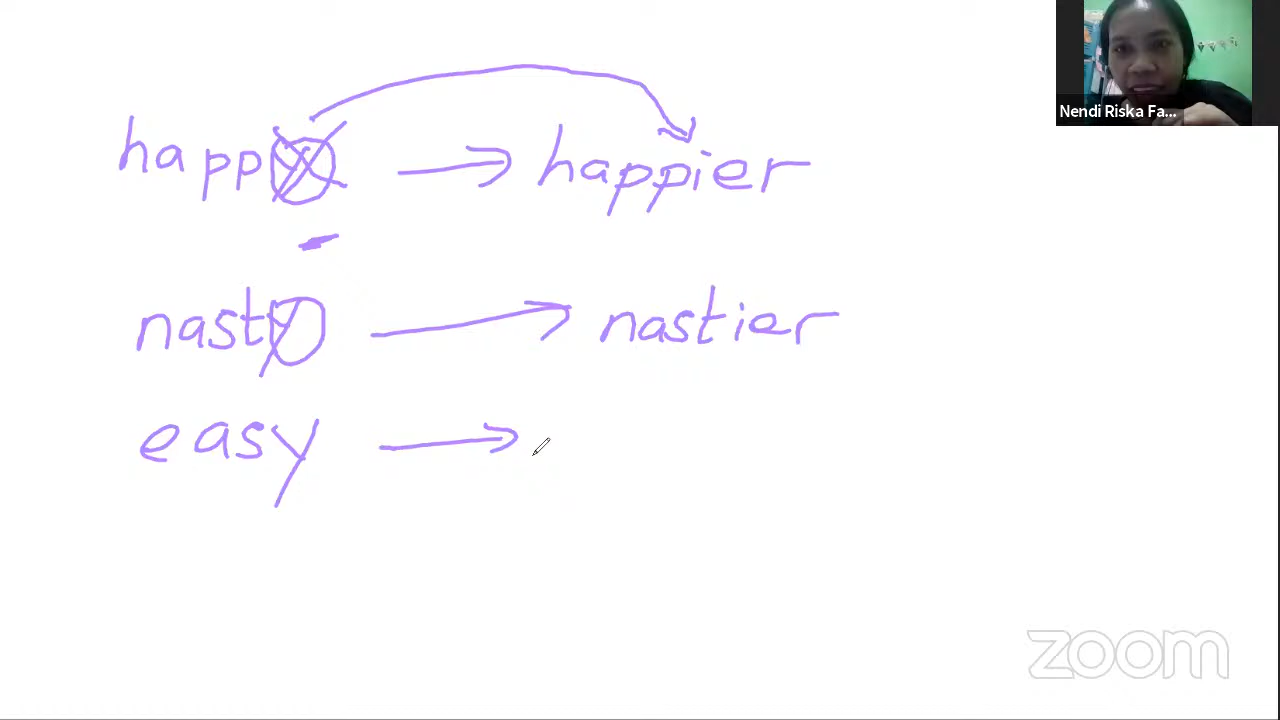 Nendi Riska Fa...
happy → happier
nasty → nastier
easy →
zoom